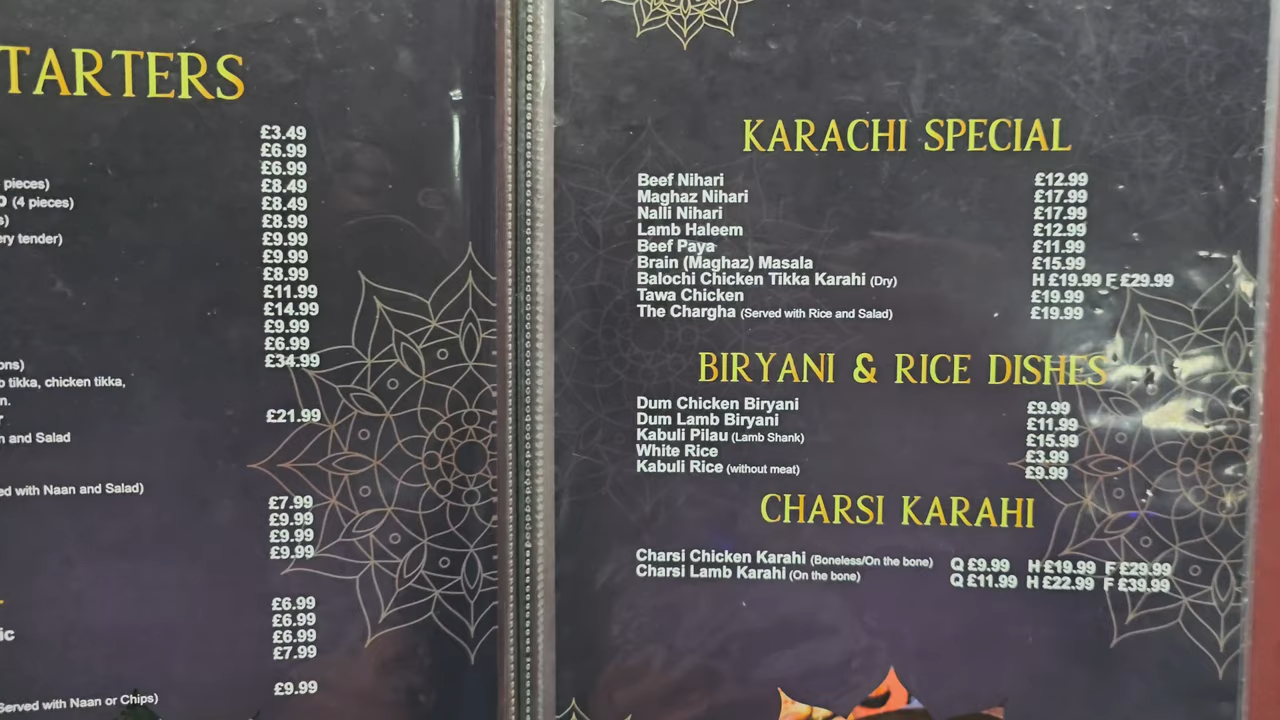 TARTERS
£3.49
£6.99
£6.99
pieces) £8.49
(4 pieces) £8.49
s) £8.99
ery tender) £9.99
£9.99
£8.99
£11.99
£14.99
£9.99
£6.99
ons) £34.99
tikka, chicken tikka,
n.
r £21.99
n and Salad
ed with Naan and Salad)
£7.99
£9.99
£9.99
£9.99
£6.99
£6.99
ic £6.99
£7.99
£9.99
Served with Naan or Chips)
KARACHI SPECIAL
Beef Nihari £12.99
Maghaz Nihari £17.99
Nalli Nihari £17.99
Lamb Haleem £12.99
Beef Paya £11.99
Brain (Maghaz) Masala £15.99
Balochi Chicken Tikka Karahi (Dry) H £19.99 F £29.99
Tawa Chicken £19.99
The Chargha (Served with Rice and Salad) £19.99
BIRYANI & RICE DISHES
Dum Chicken Biryani £9.99
Dum Lamb Biryani £11.99
Kabuli Pilau (Lamb Shank) £15.99
White Rice £3.99
Kabuli Rice (without meat) £9.99
CHARSI KARAHI
Charsi Chicken Karahi (Boneless/On the bone) Q £9.99 H £19.99 F £29.99
Charsi Lamb Karahi (On the bone) Q £11.99 H £22.99 F £39.99